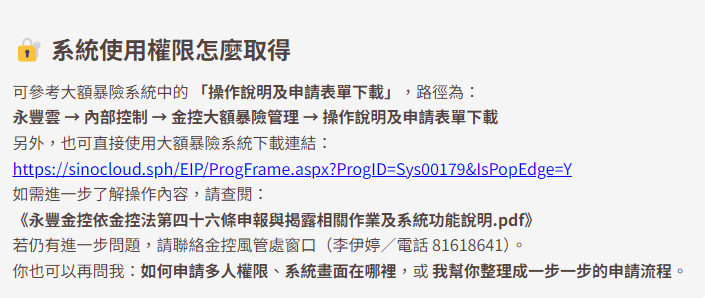 系統使用權限怎麼取得
可參考大額暴險系統中的「操作說明及申請表單下載」，路徑為：
永豐雲 → 內部控制 → 金控大額暴險管理 → 操作說明及申請表單下載
另外，也可直接使用大額暴險系統下載連結：
https://sinocloud.sph/EIP/ProgFrame.aspx?ProgID=Sys00179&IsPopEdge=Y
如需進一步了解操作內容，請查閱：
《永豐金控依金控法第四十六條申報與揭露相關作業及系統功能說明.pdf》
若仍有進一步問題，請聯絡金控風管處窗口（李伊婷／電話 81618641）。
你也可以再問我：如何申請多人權限、系統畫面在哪裡，或 我幫你整理成一步一步的申請流程。